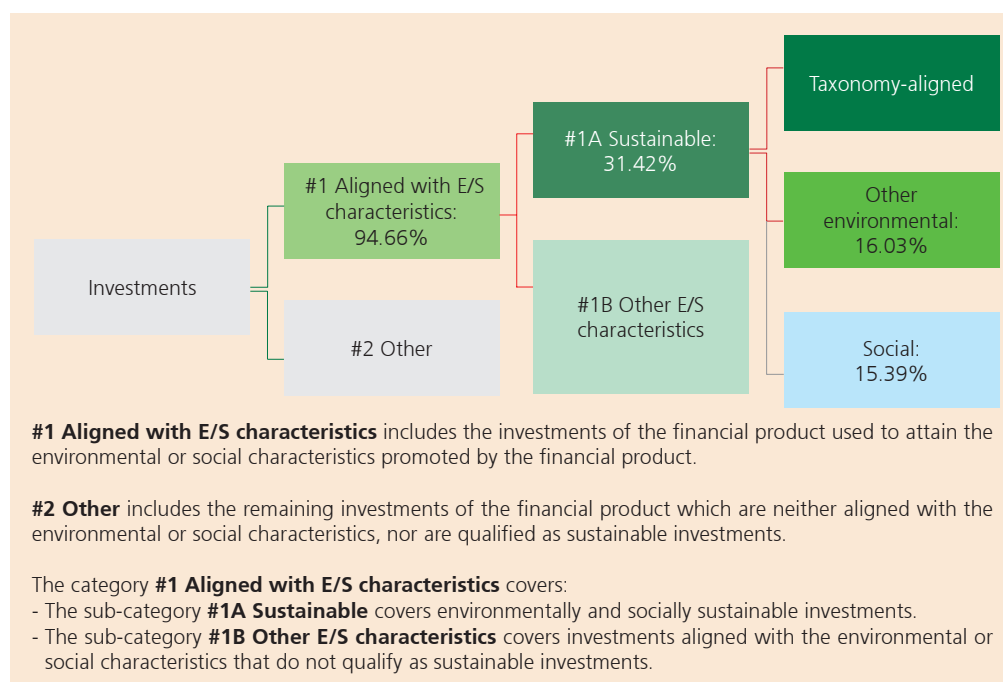 Taxonomy-aligned
#1A Sustainable:
31.42%
#1 Aligned with E/S
characteristics:
94.66%
Other
environmental:
16.03%
Investments
#1B Other E/S
characteristics
#2 Other
Social:
15.39%
#1 Aligned with E/S characteristics includes the investments of the financial product used to attain the
environmental or social characteristics promoted by the financial product.
#2 Other includes the remaining investments of the financial product which are neither aligned with the
environmental or social characteristics, nor are qualified as sustainable investments.
The category #1 Aligned with E/S characteristics covers:
- The sub-category #1A Sustainable covers environmentally and socially sustainable investments.
- The sub-category #1B Other E/S characteristics covers investments aligned with the environmental or
social characteristics that do not qualify as sustainable investments.